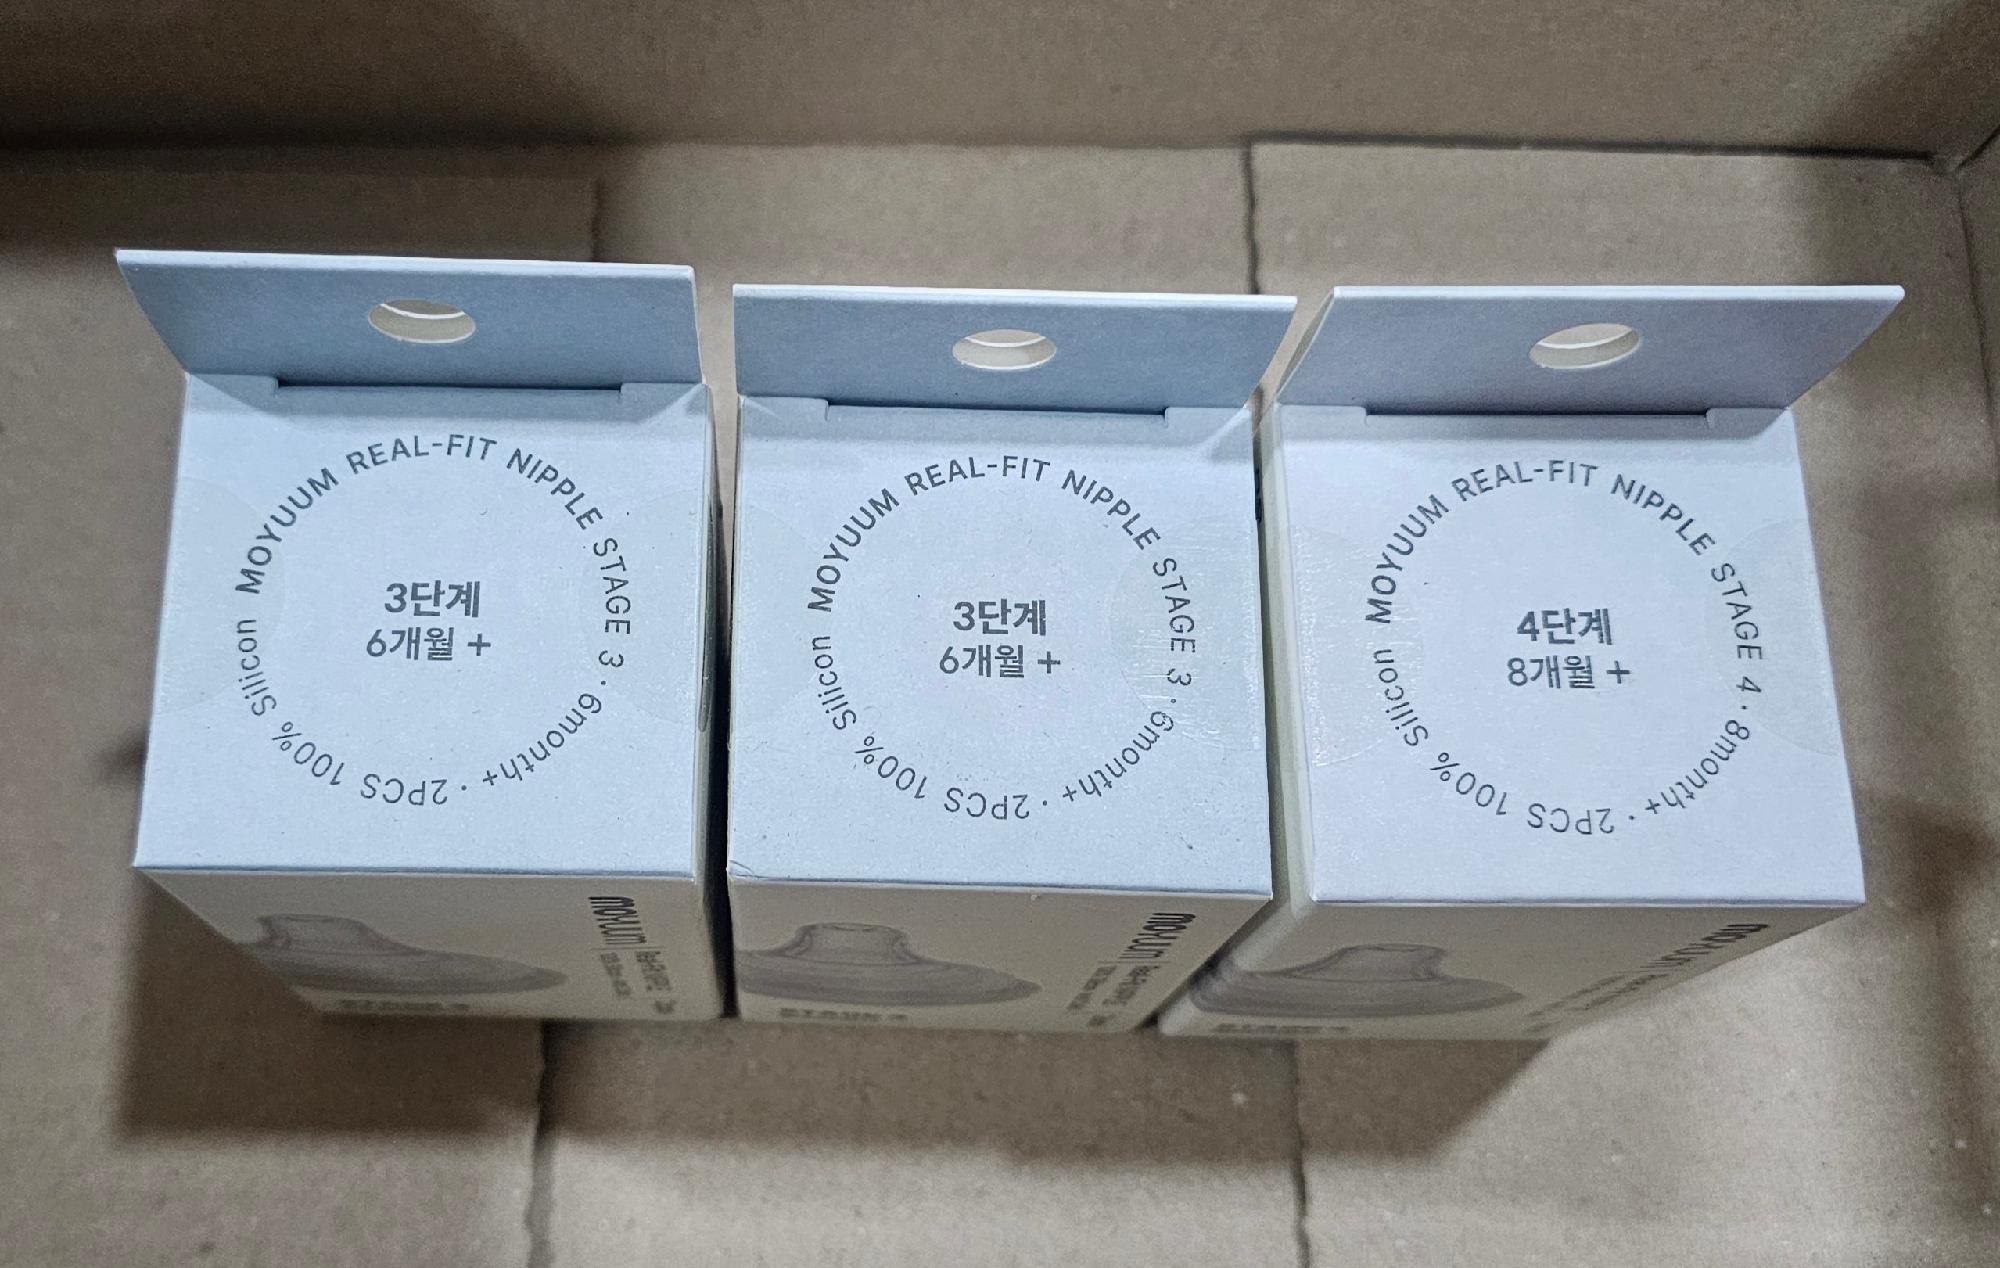 MOYUUM REAL-FIT NIPPLE STAGE 3 · 6month+ · 2PCS 100% Silicon
3단계
6개월 +
moyuum
MOYUUM REAL-FIT NIPPLE STAGE 3 · 6month+ · 2PCS 100% Silicon
3단계
6개월 +
moyuum
MOYUUM REAL-FIT NIPPLE STAGE 4 · 8month+ · 2PCS 100% Silicon
4단계
8개월 +
moyuum